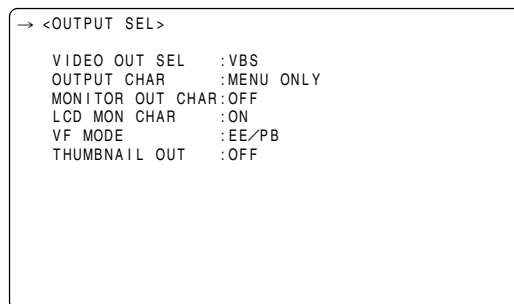 → <OUTPUT SEL>
VIDEO OUT SEL :VBS
OUTPUT CHAR :MENU ONLY
MONITOR OUT CHAR:OFF
LCD MON CHAR :ON
VF MODE :EE/PB
THUMBNAIL OUT :OFF